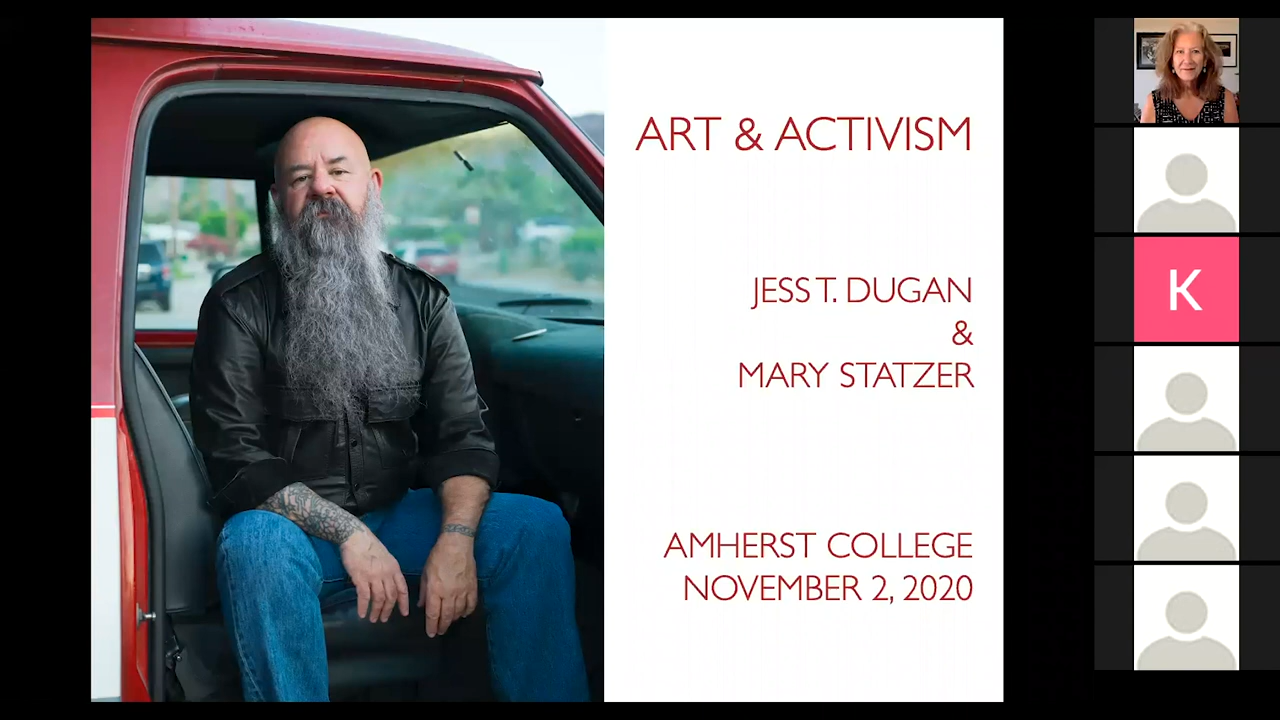 ART & ACTIVISM
JESS T. DUGAN
&
MARY STATZER
AMHERST COLLEGE
NOVEMBER 2, 2020
K